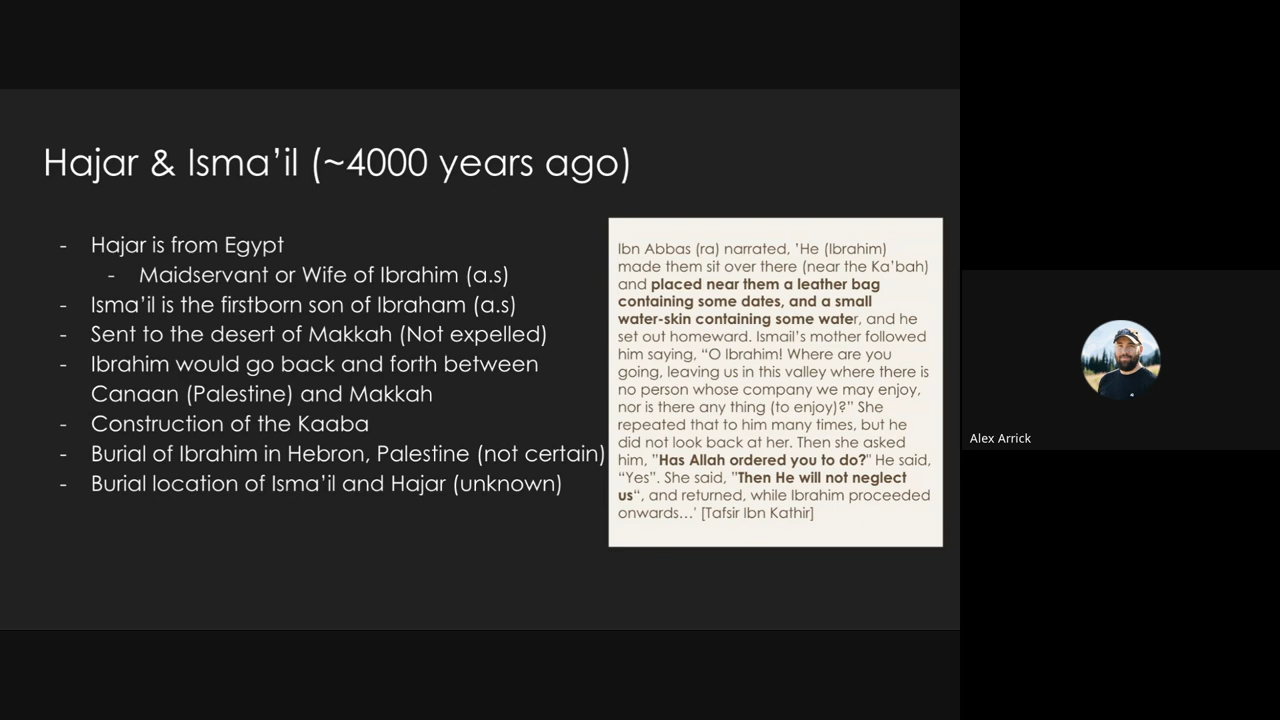 Hajar & Isma’il (~4000 years ago)
- Hajar is from Egypt
- Maidservant or Wife of Ibrahim (a.s)
- Isma’il is the firstborn son of Ibraham (a.s)
- Sent to the desert of Makkah (Not expelled)
- Ibrahim would go back and forth between
Canaan (Palestine) and Makkah
- Construction of the Kaaba
- Burial of Ibrahim in Hebron, Palestine (not certain)
- Burial location of Isma’il and Hajar (unknown)
Ibn Abbas (ra) narrated, 'He (Ibrahim)
made them sit over there (near the Ka’bah)
and placed near them a leather bag
containing some dates, and a small
water-skin containing some water, and he
set out homeward. Ismail’s mother followed
him saying, “O Ibrahim! Where are you
going, leaving us in this valley where there is
no person whose company we may enjoy,
nor is there any thing (to enjoy)?” She
repeated that to him many times, but he
did not look back at her. Then she asked
him, "Has Allah ordered you to do?" He said,
“Yes”. She said, "Then He will not neglect
us“, and returned, while Ibrahim proceeded
onwards…' [Tafsir Ibn Kathir]
Alex Arrick